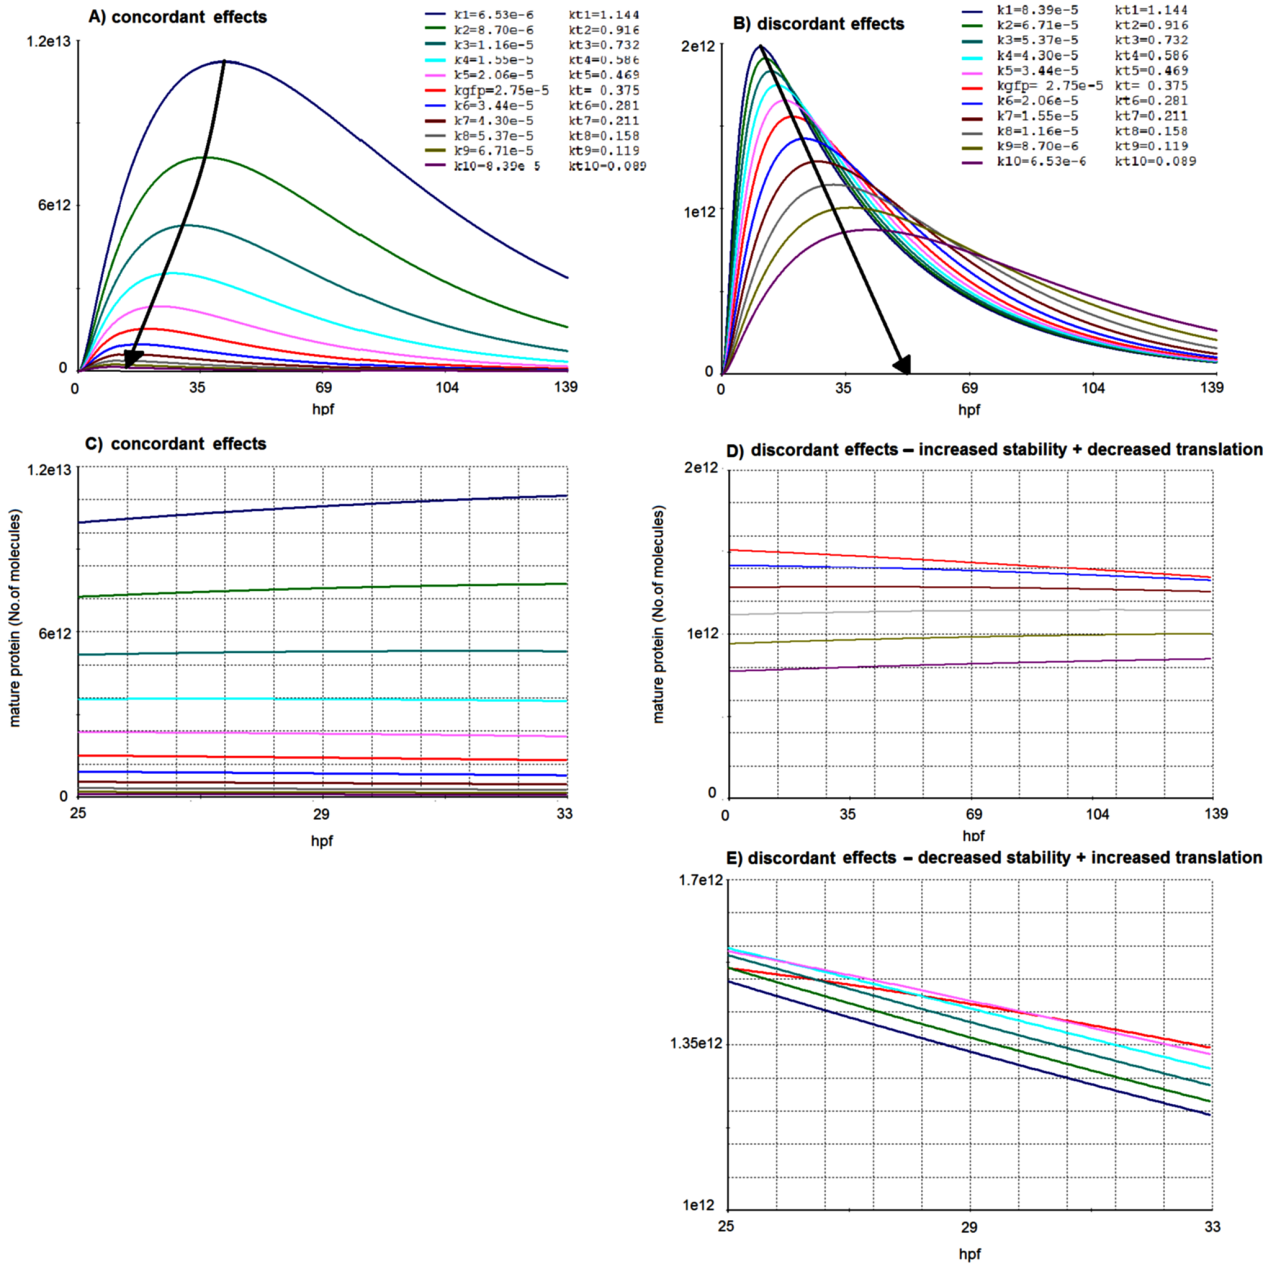 A) concordant effects
k1=6.53e-6 kt1=1.144
k2=8.70e-6 kt2=0.916
k3=1.16e-5 kt3=0.732
k4=1.55e-5 kt4=0.586
k5=2.06e-5 kt5=0.469
kgfp=2.75e-5 kt= 0.375
k6=3.44e-5 kt6=0.281
k7=4.30e-5 kt7=0.211
k8=5.37e-5 kt8=0.158
k9=6.71e-5 kt9=0.119
k10=8.39e 5 kt10=0.089
1.2e13
6e12
0
0 35 69 104 139
hpf
B) discordant effects
k1=8.39e-5 kt1=1.144
k2=6.71e-5 kt2=0.916
k3=5.37e-5 kt3=0.732
k4=4.30e-5 kt4=0.586
k5=3.44e-5 kt5=0.469
kgfp= 2.75e-5 kt= 0.375
k6=2.06e-5 kt6=0.281
k7=1.55e-5 kt7=0.211
k8=1.16e-5 kt8=0.158
k9=8.70e-6 kt9=0.119
k10=6.53e-6 kt10=0.089
2e12
1e12
0
0 35 69 104 139
hpf
C) concordant effects
mature protein (No.of molecules)
1.2e13
6e12
0
25 29 33
hpf
D) discordant effects – increased stability + decreased translation
mature protein (No.of molecules)
2e12
1e12
0
0 35 69 104 139
hpf
E) discordant effects – decreased stability + increased translation
1.7e12
1.35e12
1e12
25 29 33
hpf